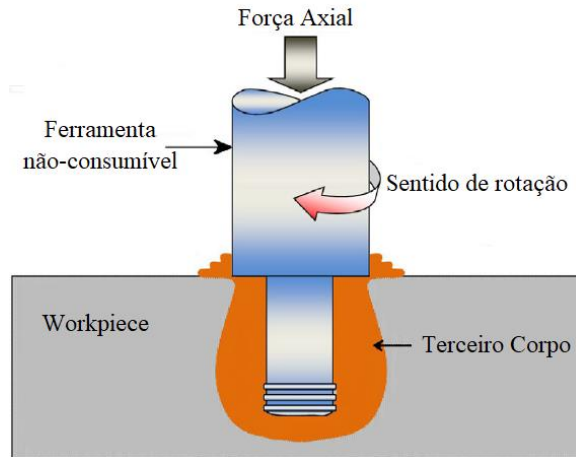 Força Axial
Ferramenta
não-consumível
Sentido de rotação
Workpiece
Terceiro Corpo